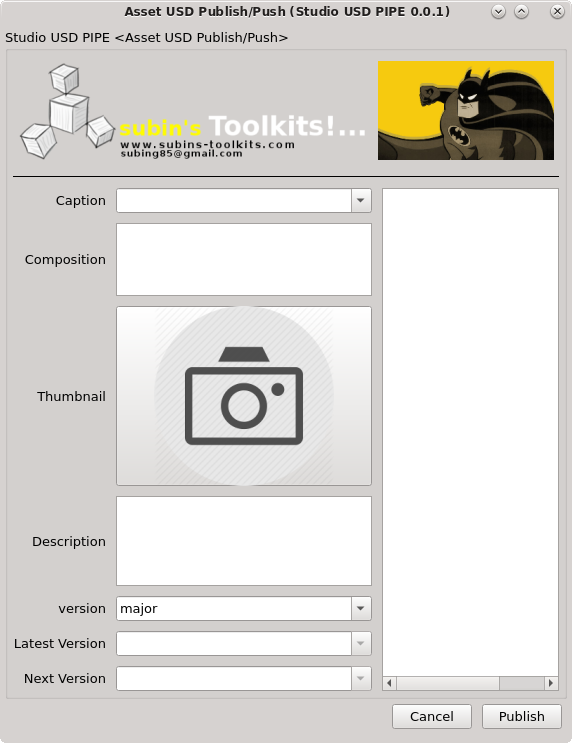 Asset USD Publish/Push (Studio USD PIPE 0.0.1)
Studio USD PIPE <Asset USD Publish/Push>
subin's Toolkits!...
www.subins-toolkits.com
subing85@gmail.com
Caption
Composition
Thumbnail
Description
version major
Latest Version
Next Version
Cancel Publish